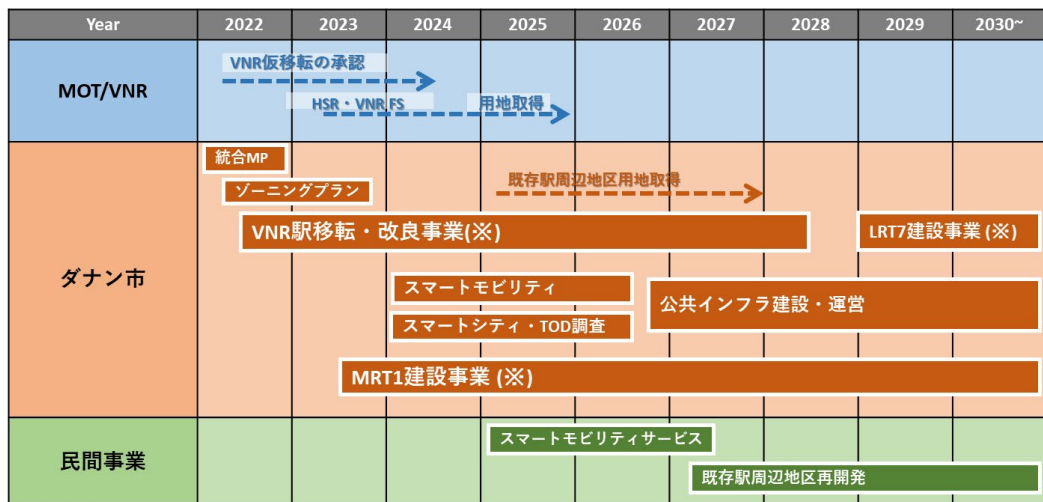 Year 2022 2023 2024 2025 2026 2027 2028 2029 2030~
MOT/VNR
VNR仮移転の承認
HSR・VNR FS 用地取得
ダナン市
統合MP
ゾーニングプラン
既存駅周辺地区用地取得
VNR駅移転・改良事業(※)
LRT7建設事業 (※)
スマートモビリティ
公共インフラ建設・運営
スマートシティ・TOD調査
MRT1建設事業 (※)
民間事業
スマートモビリティサービス
既存駅周辺地区再開発